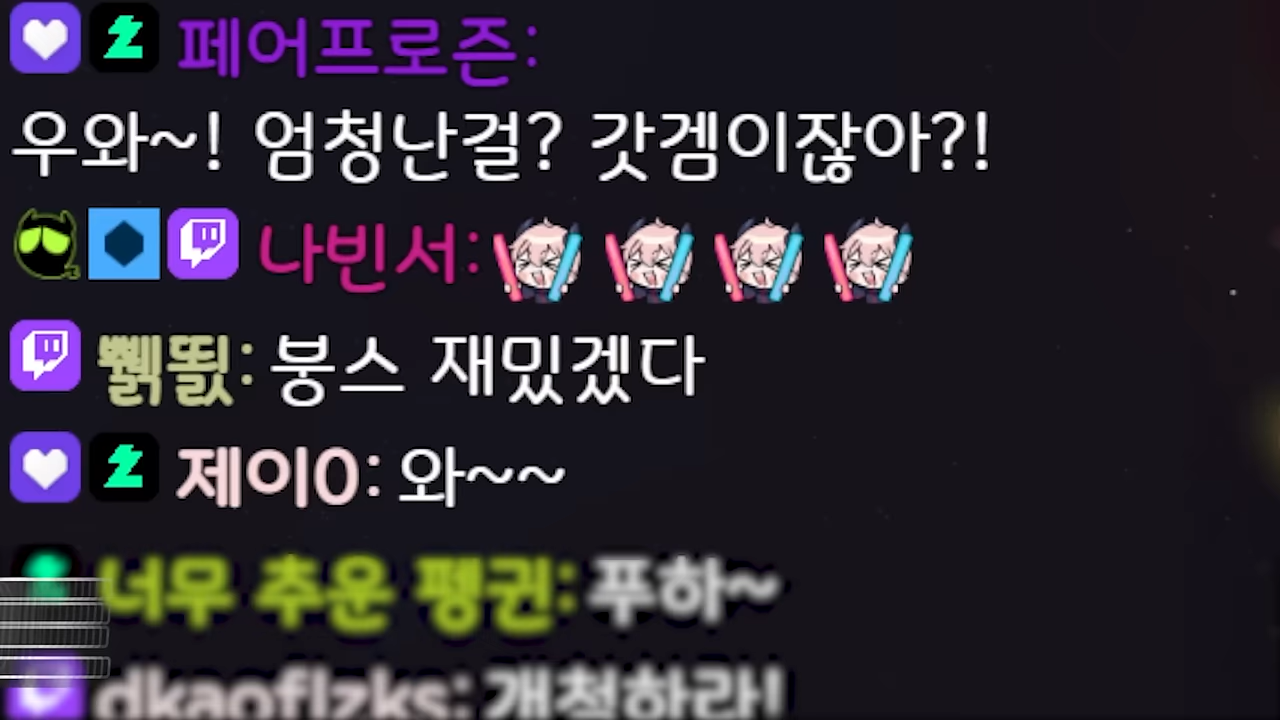 페어프로즌:
우와~! 엄청난걸? 갓겜이잖아?!
나빈서:
붕스 재밌겠다
제이0: 와~~
너무 추운 펭귄: 푸하~
dkaoflzks: 개척하라!